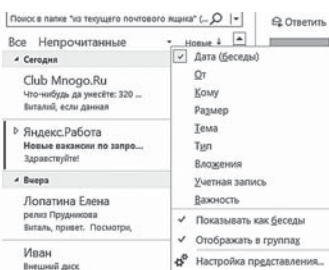 Поиск в папке "из текущего почтового ящика" (...
Ответить
Все Непрочитанные
Новые ↓
Сегодня
Club Mnogo.Ru
Что-нибудь да унесёте: 320 ...
Виталий, если данная
Яндекс.Работа
Новые вакансии по запро...
Здравствуйте!
Вчера
Лопатина Елена
релиз Прудникова
Виталь, привет. Посмотри,
Иван
Внешний диск
Дата (беседы)
От
Кому
Размер
Тема
Тип
Вложения
Учетная запись
Важность
Показывать как беседы
Отображать в группах
Настройка представления...